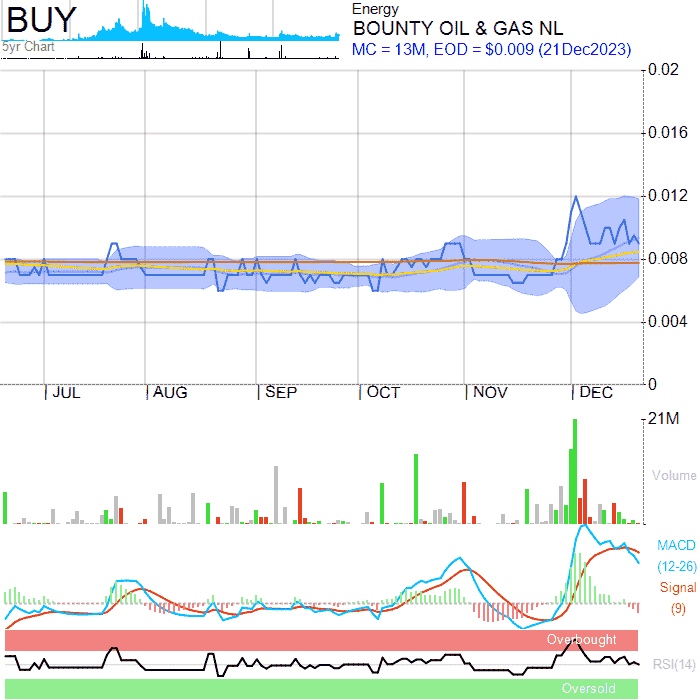 BUY
5yr Chart
Energy
BOUNTY OIL & GAS NL
MC = 13M, EOD = $0.009 (21Dec2023)
0.02
0.016
0.012
0.008
0.004
0
JUL AUG SEP OCT NOV DEC
21M
Volume
MACD
(12-26)
Signal
(9)
Overbought
RSI(14)
Oversold